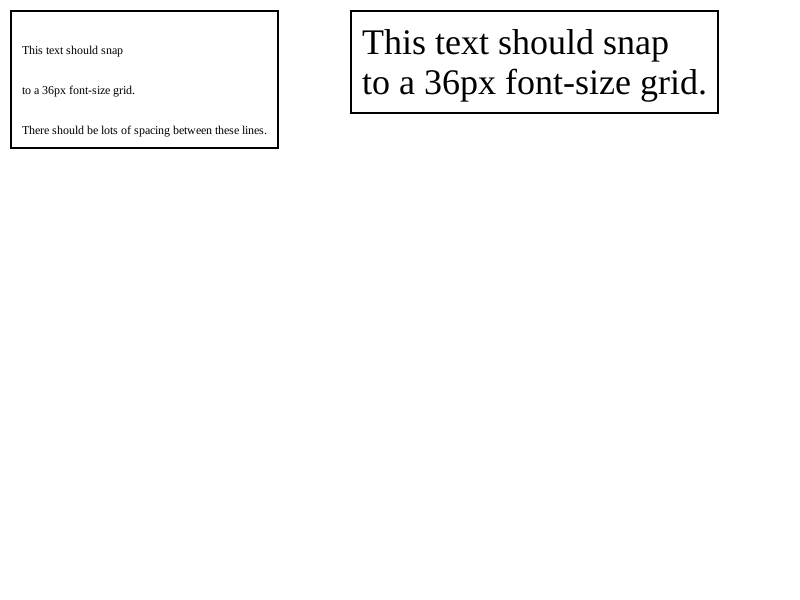 This text should snap
to a 36px font-size grid.
There should be lots of spacing between these lines.
This text should snap
to a 36px font-size grid.